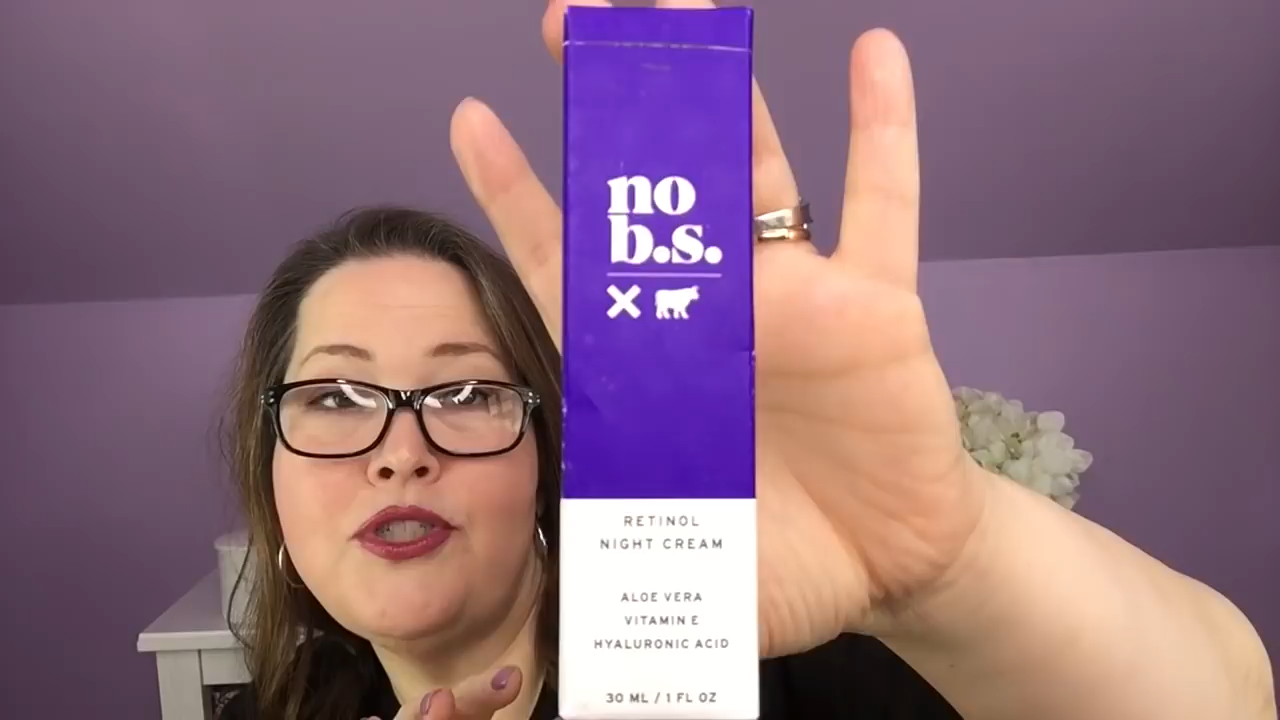 no
b.s.
RETINOL
NIGHT CREAM
ALOE VERA
VITAMIN E
HYALURONIC ACID
30 ML / 1 FL OZ